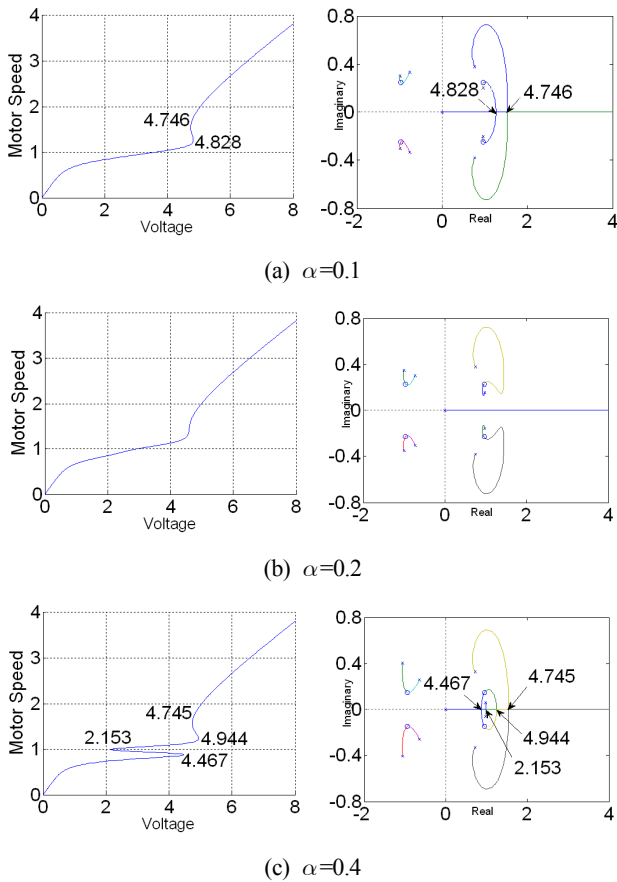 4
3
2
1
0
0 2 4 6 8
Motor Speed
Voltage
4.746
4.828
0.8
0.4
0
-0.4
-0.8
-2 0 2 4
Imaginary
Real
4.828
4.746
(a) α=0.1
4
3
2
1
0
0 2 4 6 8
Motor Speed
Voltage
0.8
0.4
0
-0.4
0.8
-2 0 2 4
Imaginary
Real
(b) α=0.2
4
3
2
1
0
0 2 4 6 8
Motor Speed
Voltage
4.745
2.153
4.944
4.467
0.8
0.4
0
-0.4
-0.8
-2 0 2 4
Imaginary
Real
4.467
4.745
4.944
2.153
(c) α=0.4